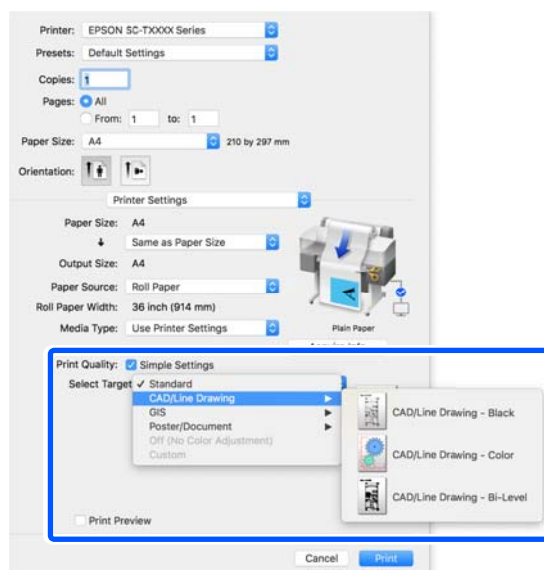 Printer: EPSON SC-TXXXX Series
Presets: Default Settings
Copies: 1
Pages: All
From: 1 to: 1
Paper Size: A4 210 by 297 mm
Orientation:
Printer Settings
Paper Size: A4
Same as Paper Size
Output Size: A4
Paper Source: Roll Paper
Roll Paper Width: 36 inch (914 mm)
Media Type: Use Printer Settings
Plain Paper
Print Quality: Simple Settings
Select Target ✓ Standard
CAD/Line Drawing
GIS
Poster/Document
Off (No Color Adjustment)
Custom
CAD/Line Drawing - Black
CAD/Line Drawing - Color
CAD/Line Drawing - Bi-Level
Print Preview
Cancel Print